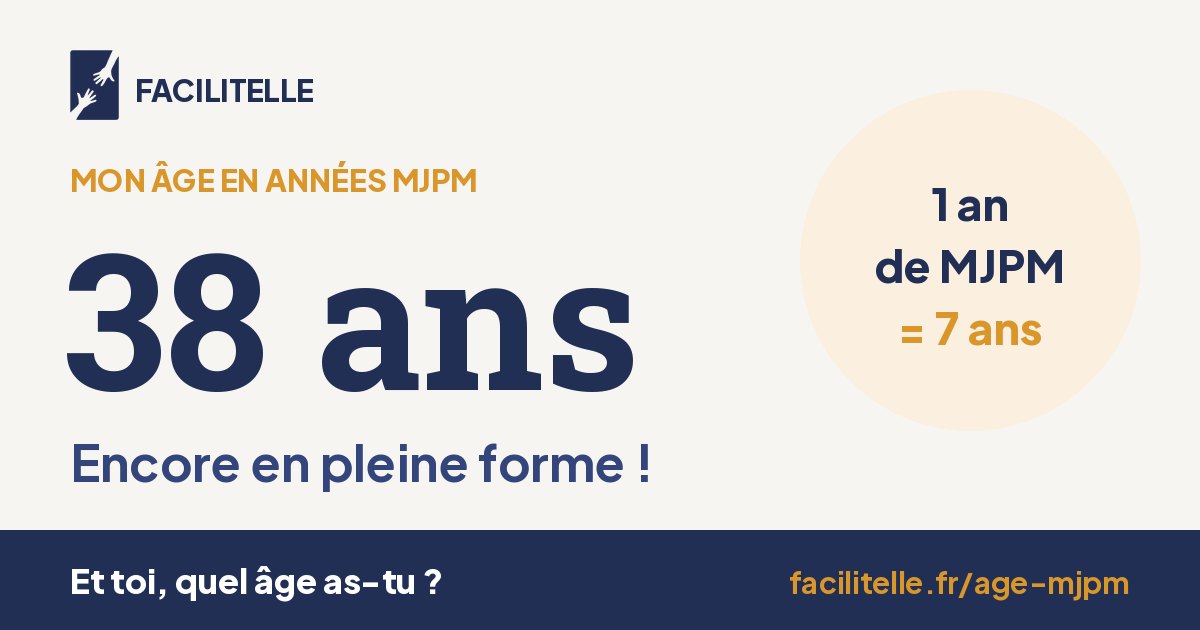 FACILITELLE
MON ÂGE EN ANNÉES MJPM
38 ans
Encore en pleine forme !
1 an
de MJPM
= 7 ans
Et toi, quel âge as-tu ?
facilitelle.fr/age-mjpm